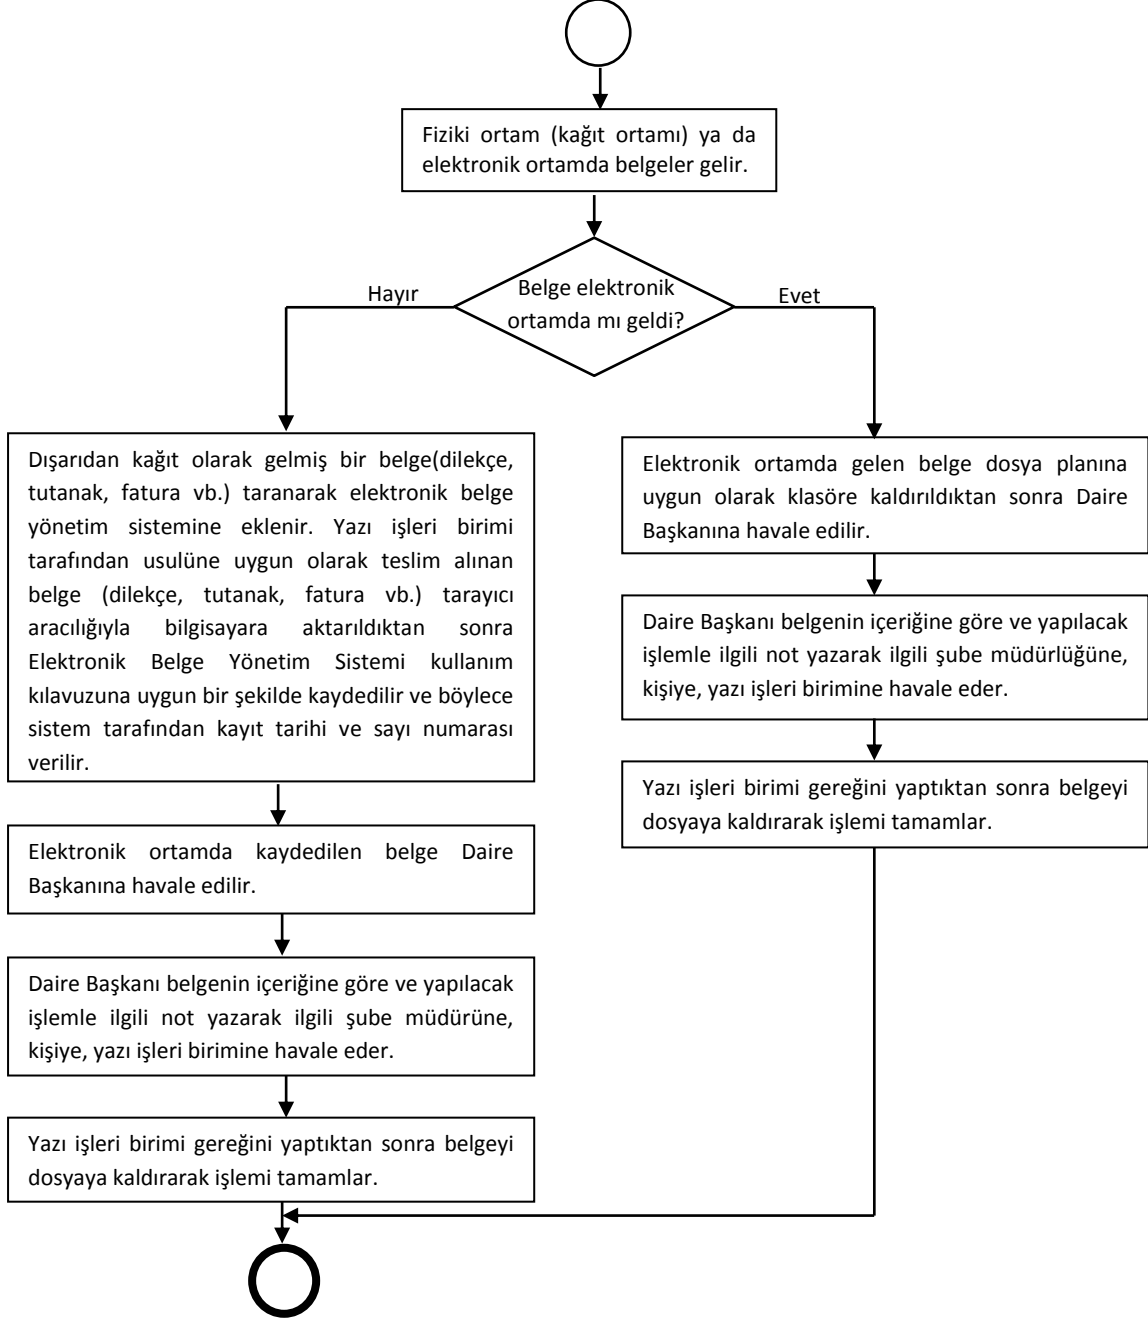 Fiziki ortam (kağıt ortamı) ya da
elektronik ortamda belgeler gelir.
Belge elektronik
ortamda mı geldi?
Hayır
Evet
Dışarıdan kağıt olarak gelmiş bir belge(dilekçe,
tutanak, fatura vb.) taranarak elektronik belge
yönetim sistemine eklenir. Yazı işleri birimi
tarafından usulüne uygun olarak teslim alınan
belge (dilekçe, tutanak, fatura vb.) tarayıcı
aracılığıyla bilgisayara aktarıldıktan sonra
Elektronik Belge Yönetim Sistemi kullanım
kılavuzuna uygun bir şekilde kaydedilir ve böylece
sistem tarafından kayıt tarihi ve sayı numarası
verilir.
Elektronik ortamda kaydedilen belge Daire
Başkanına havale edilir.
Daire Başkanı belgenin içeriğine göre ve yapılacak
işlemle ilgili not yazarak ilgili şube müdürüne,
kişiye, yazı işleri birimine havale eder.
Yazı işleri birimi gereğini yaptıktan sonra belgeyi
dosyaya kaldırarak işlemi tamamlar.
Elektronik ortamda gelen belge dosya planına
uygun olarak klasöre kaldırıldıktan sonra Daire
Başkanına havale edilir.
Daire Başkanı belgenin içeriğine göre ve yapılacak
işlemle ilgili not yazarak ilgili şube müdürlüğüne,
kişiye, yazı işleri birimine havale eder.
Yazı işleri birimi gereğini yaptıktan sonra belgeyi
dosyaya kaldırarak işlemi tamamlar.